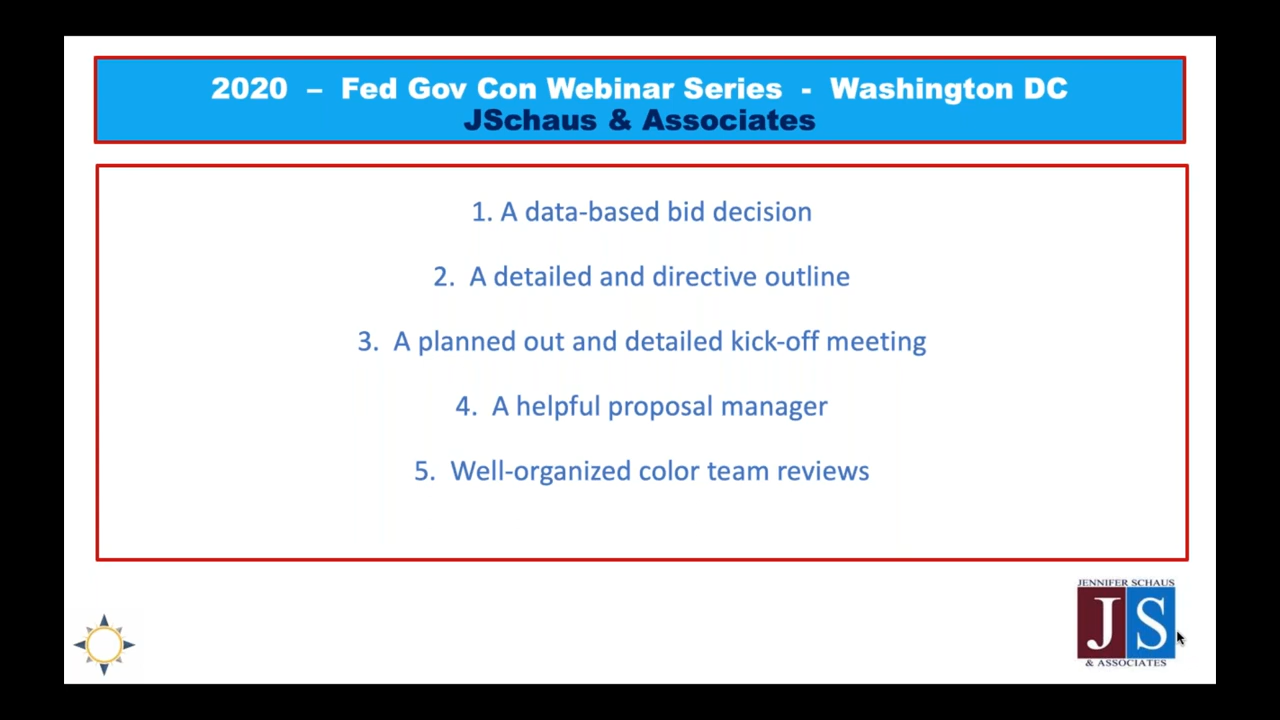 2020 – Fed Gov Con Webinar Series - Washington DC
JSchaus & Associates
1. A data-based bid decision
2. A detailed and directive outline
3. A planned out and detailed kick-off meeting
4. A helpful proposal manager
5. Well-organized color team reviews
JENNIFER SCHAUS
JS
& ASSOCIATES